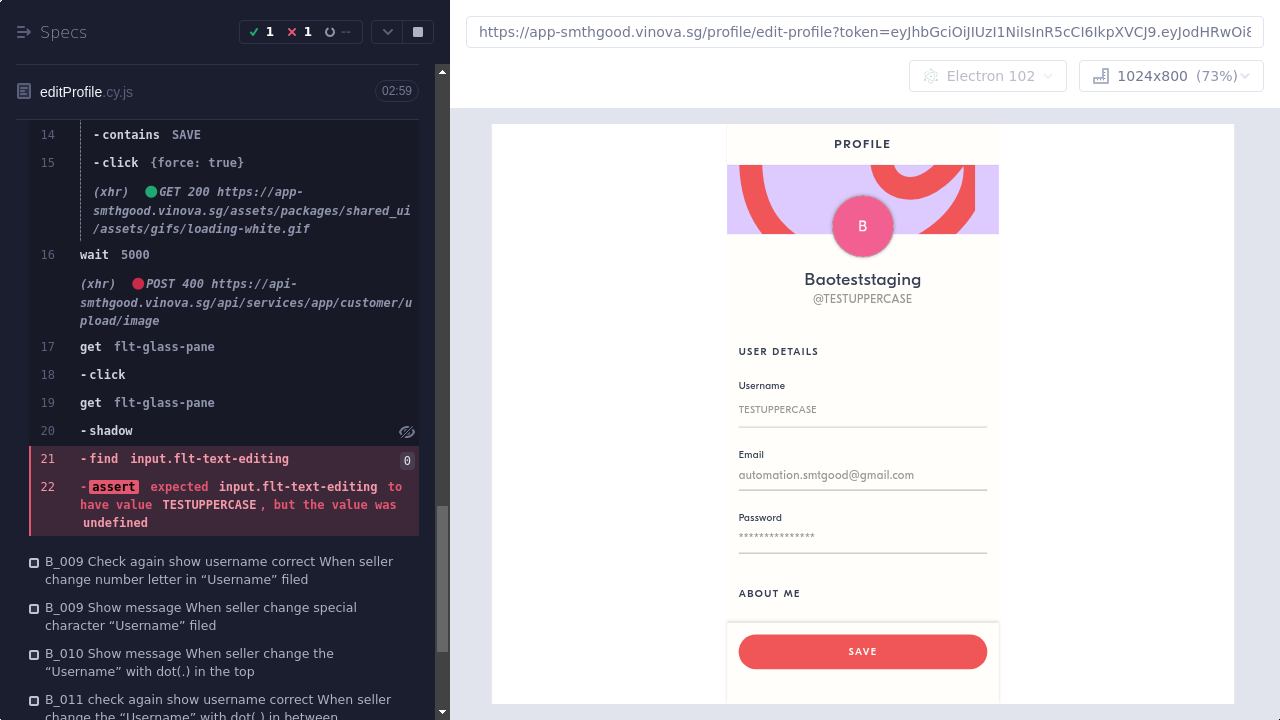 Specs
1
1
--
editProfile.cy.js
02:59
14 -contains SAVE
15 -click {force: true}
(xhr) GET 200 https://app-
smthgood.vinova.sg/assets/packages/shared_ui
/assets/gifs/loading-white.gif
16 wait 5000
(xhr) POST 400 https://api-
smthgood.vinova.sg/api/services/app/customer/u
pload/image
17 get flt-glass-pane
18 -click
19 get flt-glass-pane
20 -shadow
21 -find input.flt-text-editing 0
22 -assert expected input.flt-text-editing to
have value TESTUPPERCASE, but the value was
undefined
B_009 Check again show username correct When seller
change number letter in “Username” filed
B_009 Show message When seller change special
character “Username” filed
B_010 Show message When seller change the
“Username” with dot(.) in the top
B_011 check again show username correct When seller
change the “Username” with dot(.) in between
https://app-smthgood.vinova.sg/profile/edit-profile?token=eyJhbGciOiJIUzI1NiIsInR5cCI6IkpXVCJ9.eyJodHRwOi8
Electron 102
1024x800 (73%)
PROFILE
B
Baoteststaging
@TESTUPPERCASE
USER DETAILS
Username
TESTUPPERCASE
Email
automation.smtgood@gmail.com
Password
***************
ABOUT ME
SAVE